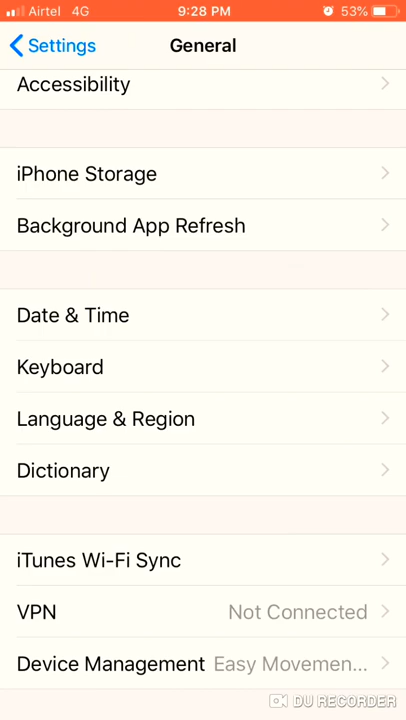 Airtel 4G 9:28 PM 53%
Settings General
Accessibility
iPhone Storage
Background App Refresh
Date & Time
Keyboard
Language & Region
Dictionary
iTunes Wi-Fi Sync
VPN Not Connected
Device Management Easy Movemen...
DU RECORDER